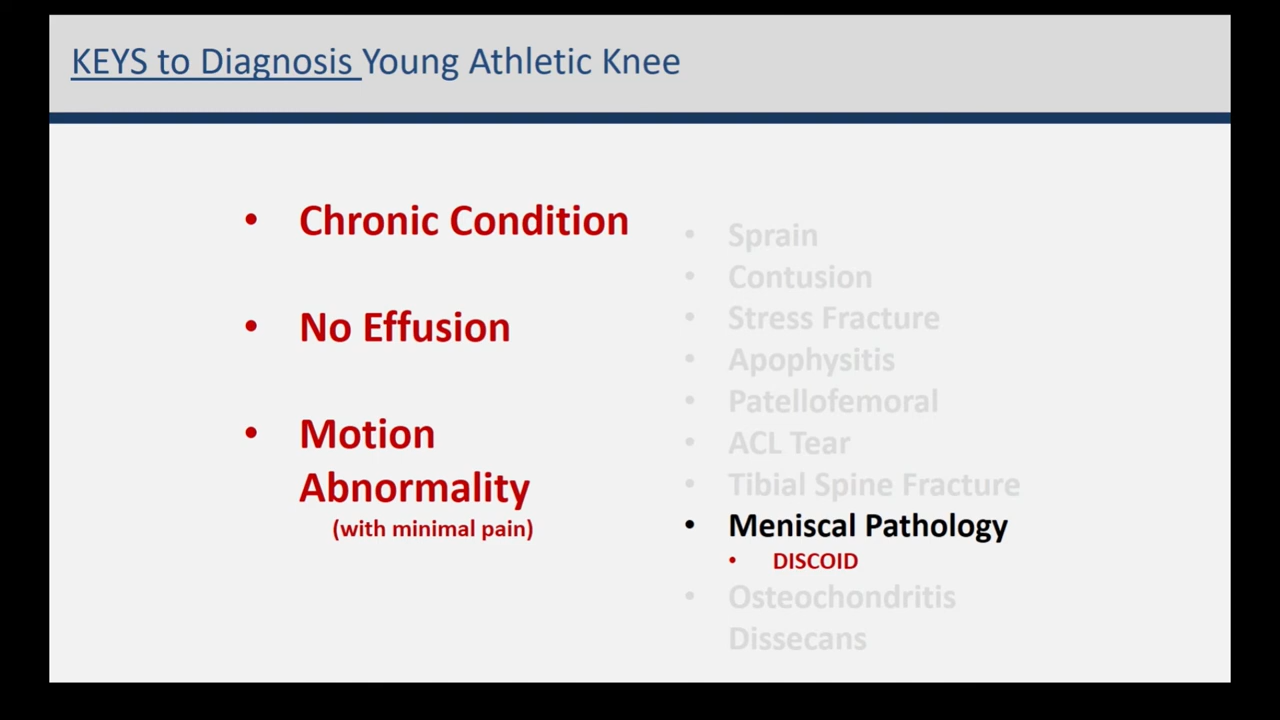 KEYS to Diagnosis Young Athletic Knee
• Chronic Condition
• No Effusion
• Motion
Abnormality
(with minimal pain)
• Sprain
• Contusion
• Stress Fracture
• Apophysitis
• Patellofemoral
• ACL Tear
• Tibial Spine Fracture
• Meniscal Pathology
• DISCOID
• Osteochondritis
Dissecans